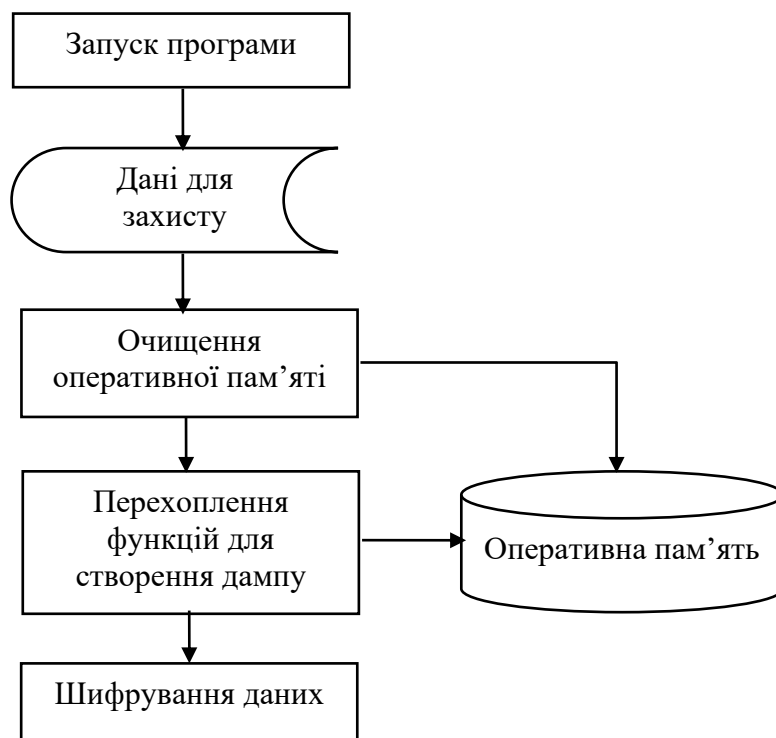 Запуск програми
Дані для
захисту
Очищення
оперативної пам’яті
Перехоплення
функцій для
створення дампу
Оперативна пам’ять
Шифрування даних